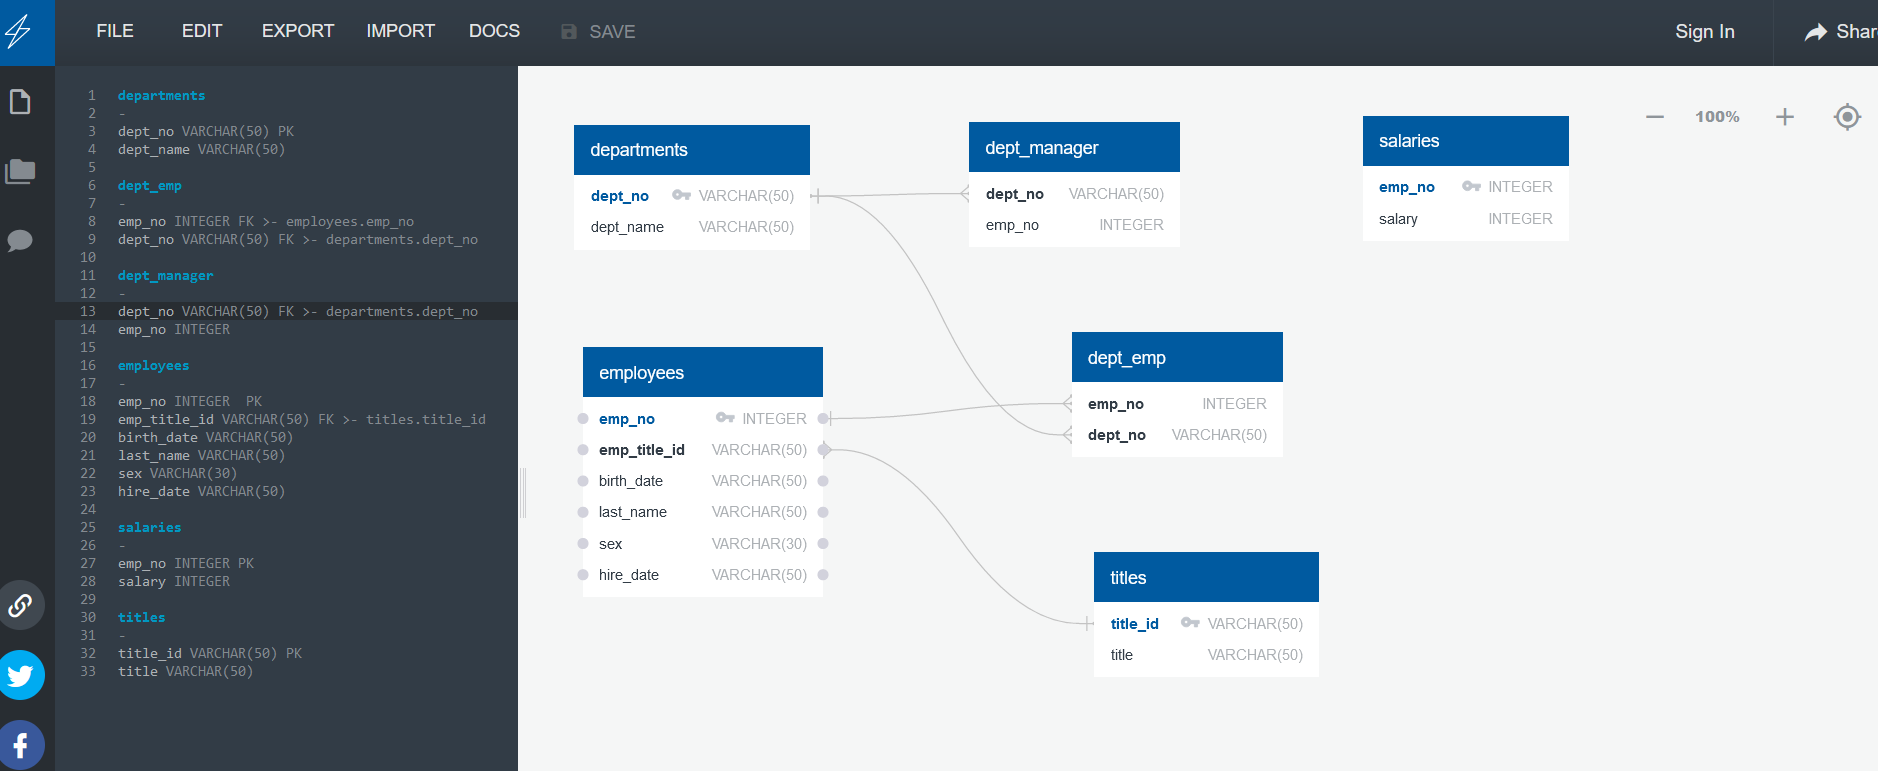 FILE EDIT EXPORT IMPORT DOCS SAVE Sign In Shar
1 departments
2 -
3 dept_no VARCHAR(50) PK
4 dept_name VARCHAR(50)
5
6 dept_emp
7 -
8 emp_no INTEGER FK >- employees.emp_no
9 dept_no VARCHAR(50) FK >- departments.dept_no
10
11 dept_manager
12 -
13 dept_no VARCHAR(50) FK >- departments.dept_no
14 emp_no INTEGER
15
16 employees
17 -
18 emp_no INTEGER  PK
19 emp_title_id VARCHAR(50) FK >- titles.title_id
20 birth_date VARCHAR(50)
21 last_name VARCHAR(50)
22 sex VARCHAR(30)
23 hire_date VARCHAR(50)
24
25 salaries
26 -
27 emp_no INTEGER PK
28 salary INTEGER
29
30 titles
31 -
32 title_id VARCHAR(50) PK
33 title VARCHAR(50)
100%
departments
dept_no VARCHAR(50)
dept_name VARCHAR(50)
dept_manager
dept_no VARCHAR(50)
emp_no INTEGER
salaries
emp_no INTEGER
salary INTEGER
employees
emp_no INTEGER
emp_title_id VARCHAR(50)
birth_date VARCHAR(50)
last_name VARCHAR(50)
sex VARCHAR(30)
hire_date VARCHAR(50)
dept_emp
emp_no INTEGER
dept_no VARCHAR(50)
titles
title_id VARCHAR(50)
title VARCHAR(50)